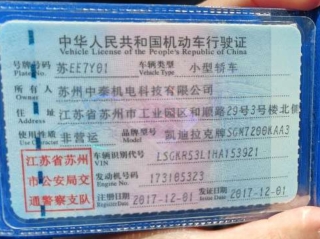 中华人民共和国机动车行驶证
Vehicle License of the People's Republic of China
号牌号码 苏EE7Y01 车辆类型 小型轿车
Plate No. Vehicle Type
所有人 苏州中泰机电科技有限公司
Owner
住址 江苏省苏州市工业园区和顺路29号3号楼北侧
Address
使用性质 非营运 品牌型号 凯迪拉克牌SGM7200KAA3
Use Character Model
江苏省苏州市公安局交通警察支队
车辆识别代号 LSGKR53L1HA153921
VIN
发动机号码 173105323
Engine No.
注册日期 2017-12-01 发证日期 2017-12-01
Register Date Issue Date